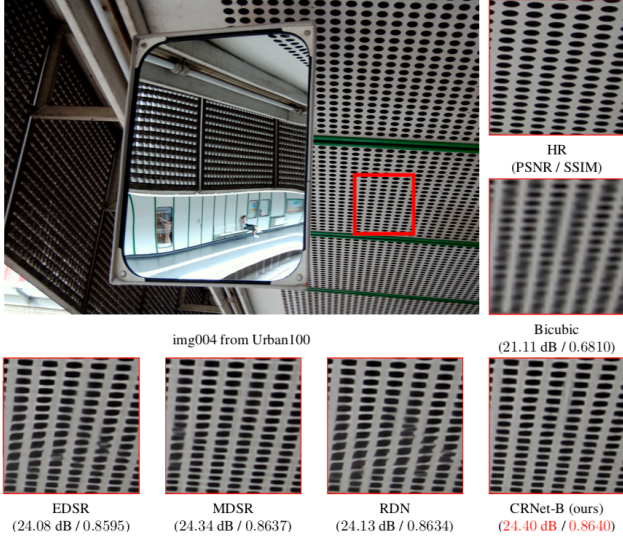 HR
(PSNR / SSIM)
Bicubic
(21.11 dB / 0.6810)
img004 from Urban100
EDSR
(24.08 dB / 0.8595)
MDSR
(24.34 dB / 0.8637)
RDN
(24.13 dB / 0.8634)
CRNet-B (ours)
(24.40 dB / 0.8640)